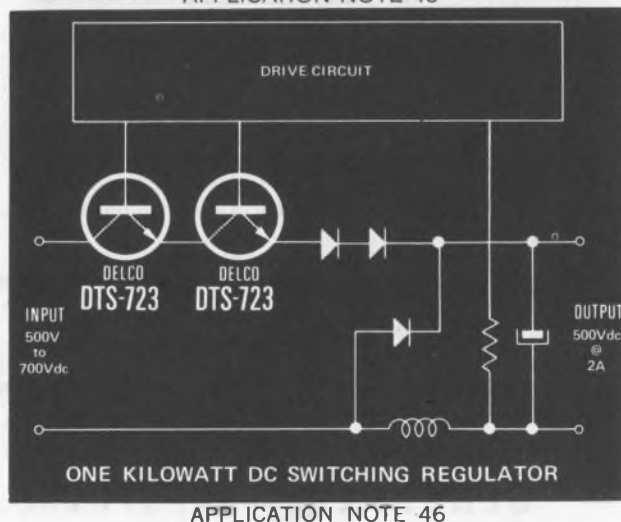 DRIVE CIRCUIT
DELCO
DTS-723
DELCO
DTS-723
INPUT
500V
to
700Vdc
OUTPUT
500Vdc
@
2A
ONE KILOWATT DC SWITCHING REGULATOR
APPLICATION NOTE 46